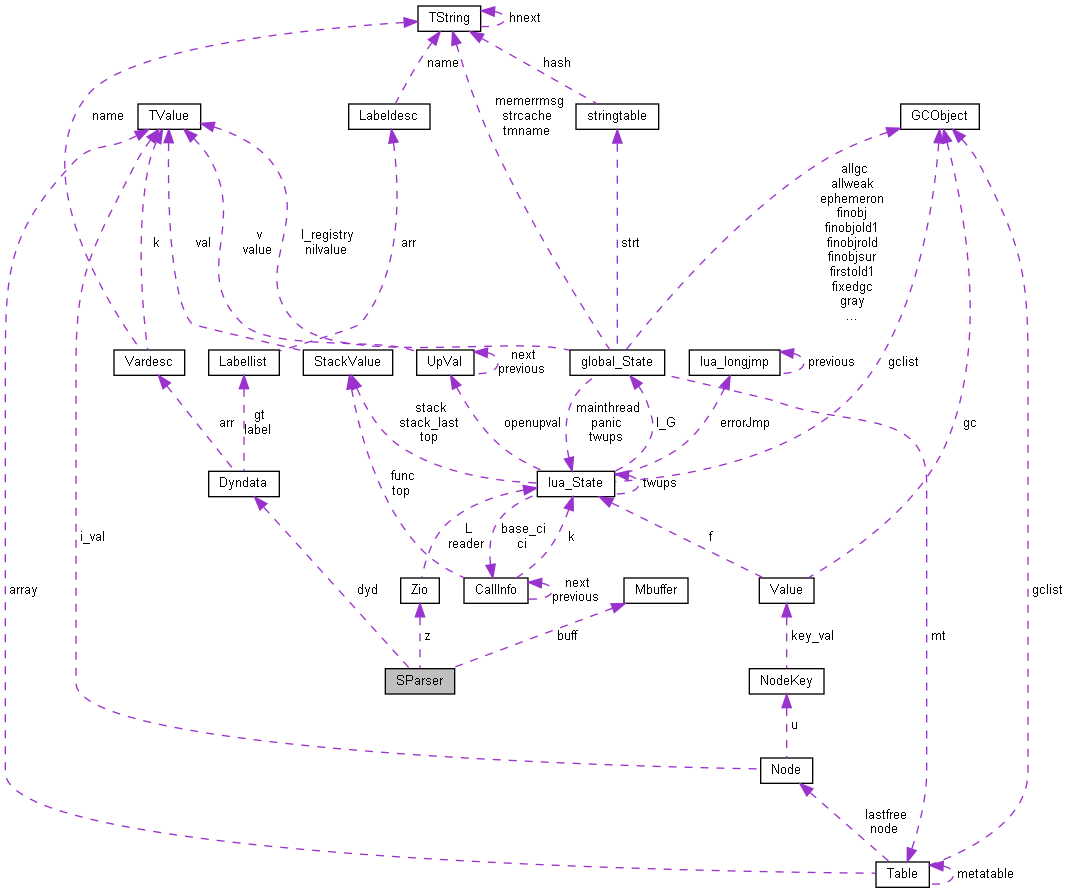 TString
hnext
name
hash
name
memerrmsg
strcache
tmname
TValue
Labeldesc
stringtable
GCObject
allgc
allweak
ephemeron
finobj
finobjold1
finobjrold
finobjsur
firstold1
fixedgc
gray
...
k
val
v
value
l_registry
nilvalue
arr
strt
Vardesc
Labellist
StackValue
UpVal
next
previous
global_State
lua_longjmp
previous
gclist
arr
gt
label
stack
stack_last
top
openupval
mainthread
panic
twups
l_G
errorJmp
gc
Dyndata
func
top
lua_State
twups
i_val
L
reader
base_ci
ci
k
f
array
dyd
Zio
CallInfo
next
previous
Mbuffer
Value
gclist
z
buff
key_val
mt
SParser
NodeKey
u
Node
lastfree
node
Table
metatable